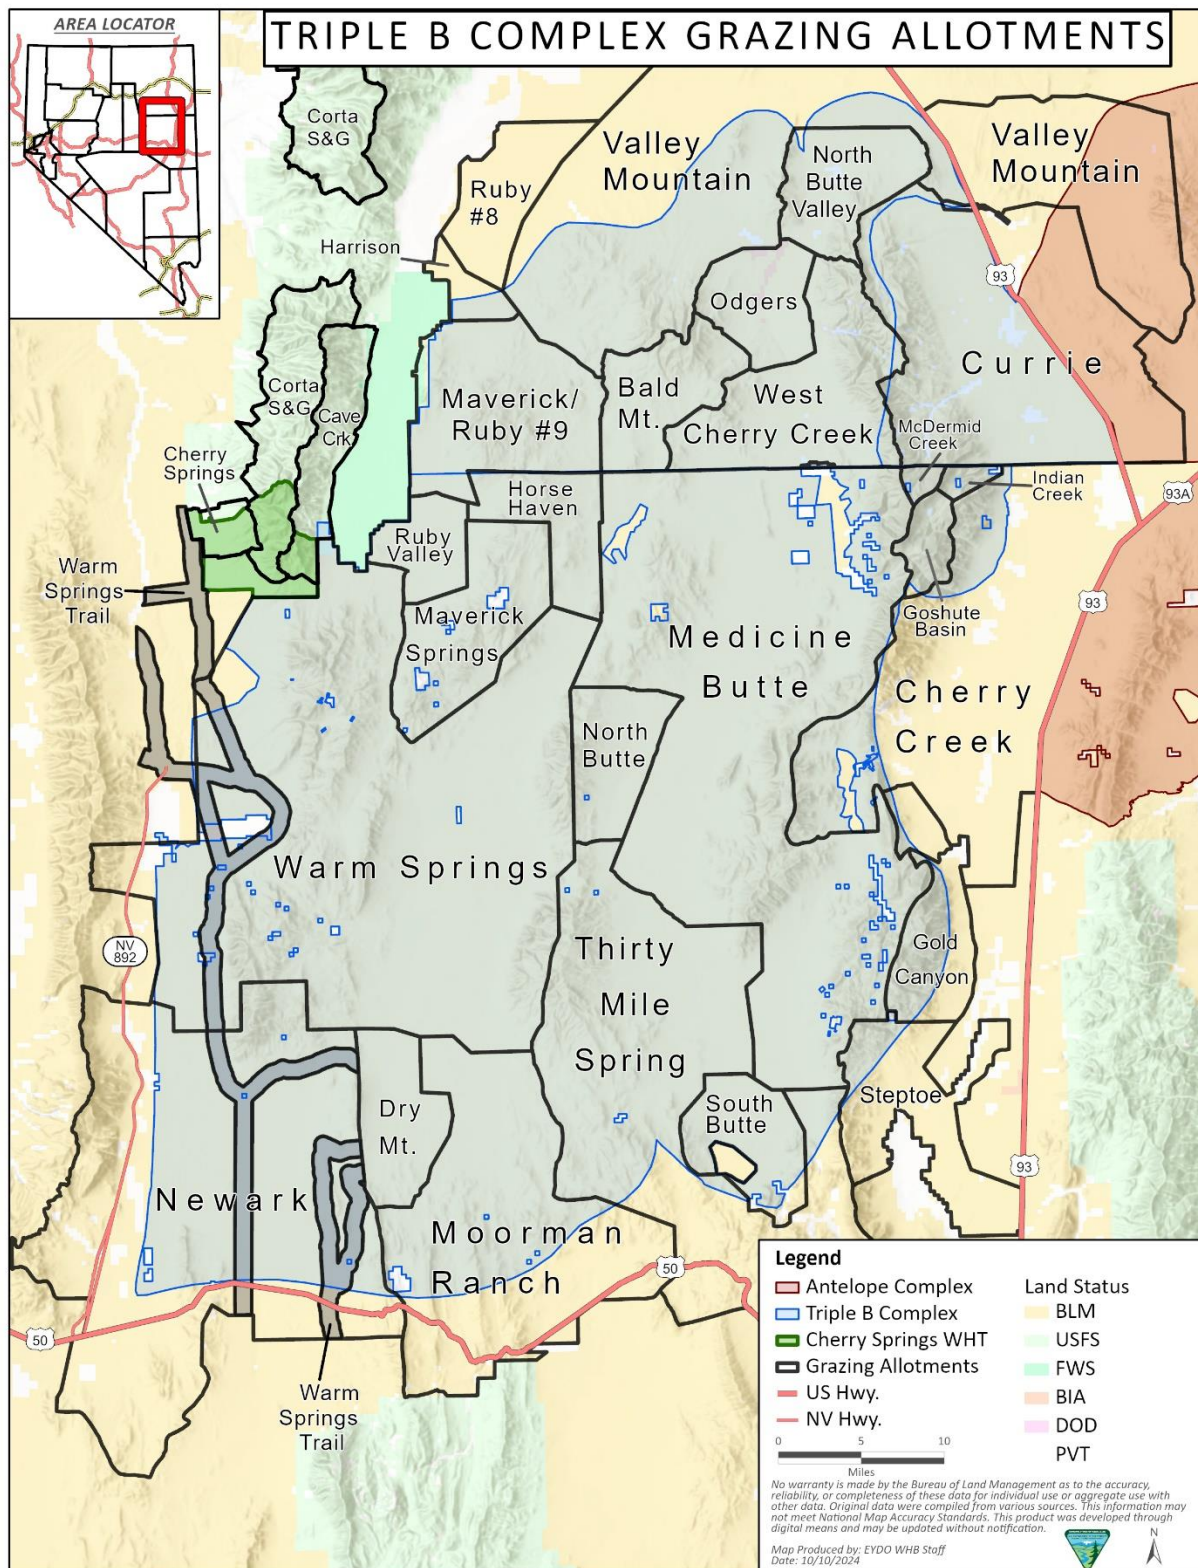 AREA LOCATOR
TRIPLE B COMPLEX GRAZING ALLOTMENTS
Corta
S&G
Valley
Mountain
North
Butte
Valley
Valley
Mountain
Ruby
#8
Harrison
93
Odgers
Currie
Corta
S&G
Cave
Crk
Maverick/
Ruby #9
Bald
Mt.
West
Cherry Creek
McDermid
Creek
Cherry
Springs
Horse
Haven
Indian
Creek
93A
Ruby
Valley
Warm
Springs
Trail
Maverick
Springs
Medicine
Butte
Goshute
Basin
93
Cherry
Creek
North
Butte
Warm Springs
NV
892
Thirty
Mile
Spring
Gold
Canyon
Dry
Mt.
South
Butte
Steptoe
93
Newark
Moorman
Ranch
50
50
Warm
Springs
Trail
Legend
Antelope Complex
Triple B Complex
Cherry Springs WHT
Grazing Allotments
US Hwy.
NV Hwy.
Land Status
BLM
USFS
FWS
BIA
DOD
PVT
0 5 10
Miles
No warranty is made by the Bureau of Land Management as to the accuracy,
reliability, or completeness of these data for individual use or aggregate use with
other data. Original data were compiled from various sources. This information may
not meet National Map Accuracy Standards. This product was developed through
digital means and may be updated without notification.
Map Produced by: EYDO WHB Staff
Date: 10/10/2024
N